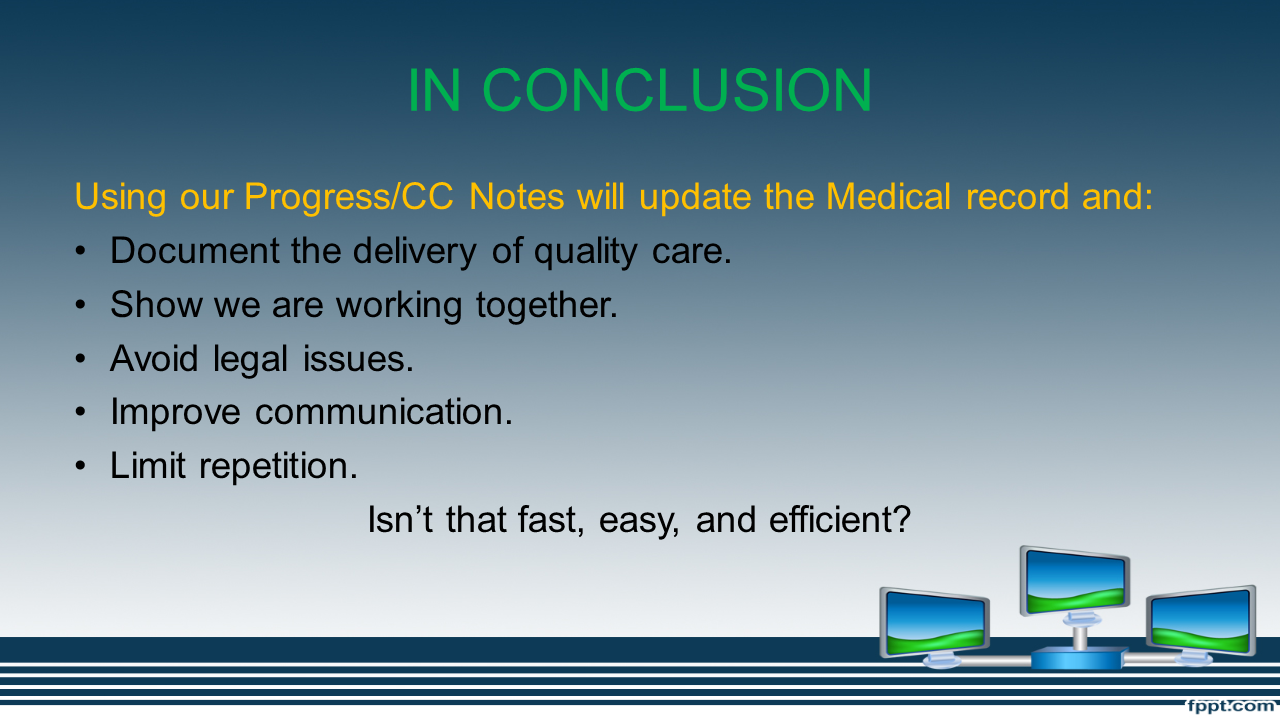 IN CONCLUSION
Using our Progress/CC Notes will update the Medical record and:
• Document the delivery of quality care.
• Show we are working together.
• Avoid legal issues.
• Improve communication.
• Limit repetition.
Isn’t that fast, easy, and efficient?
fppt.com